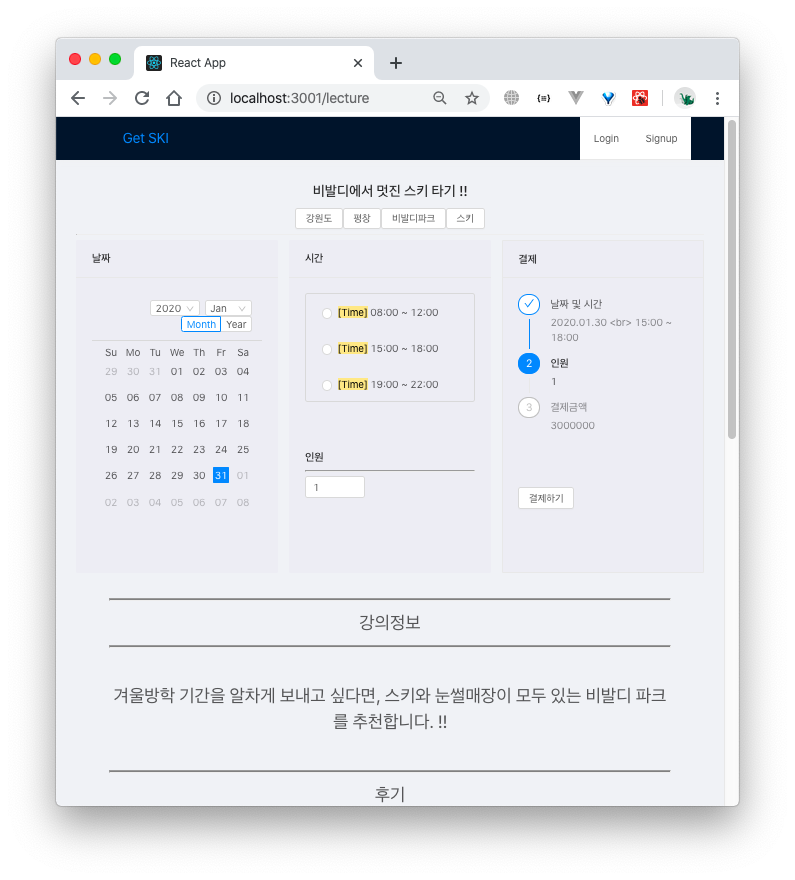 React App
localhost:3001/lecture
Get SKI
Login Signup
비발디에서 멋진 스키 타기 !!
강원도 평창 비발디파크 스키
날짜
2020 Jan
Month Year
Su Mo Tu We Th Fr Sa
29 30 31 01 02 03 04
05 06 07 08 09 10 11
12 13 14 15 16 17 18
19 20 21 22 23 24 25
26 27 28 29 30 31 01
02 03 04 05 06 07 08
시간
[Time] 08:00 ~ 12:00
[Time] 15:00 ~ 18:00
[Time] 19:00 ~ 22:00
인원
1
결제
날짜 및 시간
2020.01.30 <br> 15:00 ~
18:00
2 인원
1
3 결제금액
3000000
결제하기
강의정보
겨울방학 기간을 알차게 보내고 싶다면, 스키와 눈썰매장이 모두 있는 비발디 파크
를 추천합니다. !!
후기